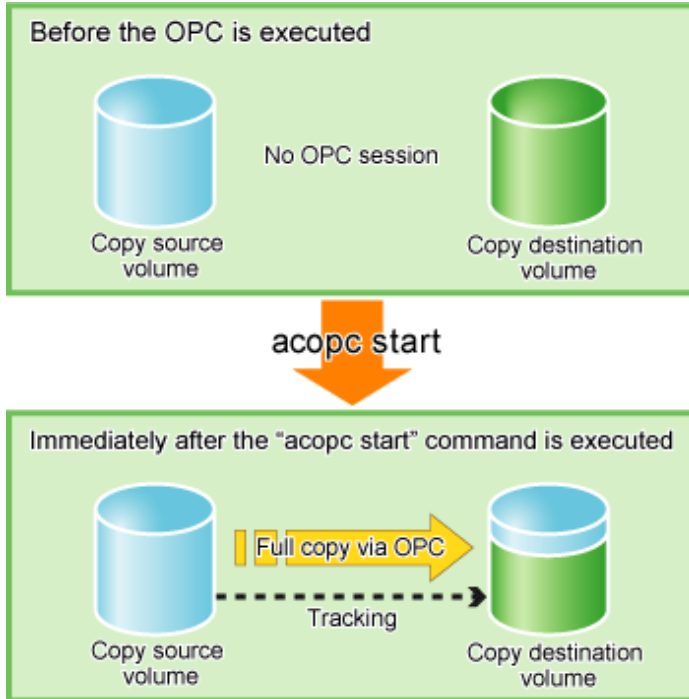 Before the OPC is executed
No OPC session
Copy source
volume
Copy destination
volume
acopc start
Immediately after the “acopc start” command is executed
Full copy via OPC
Tracking
Copy source
volume
Copy destination
volume